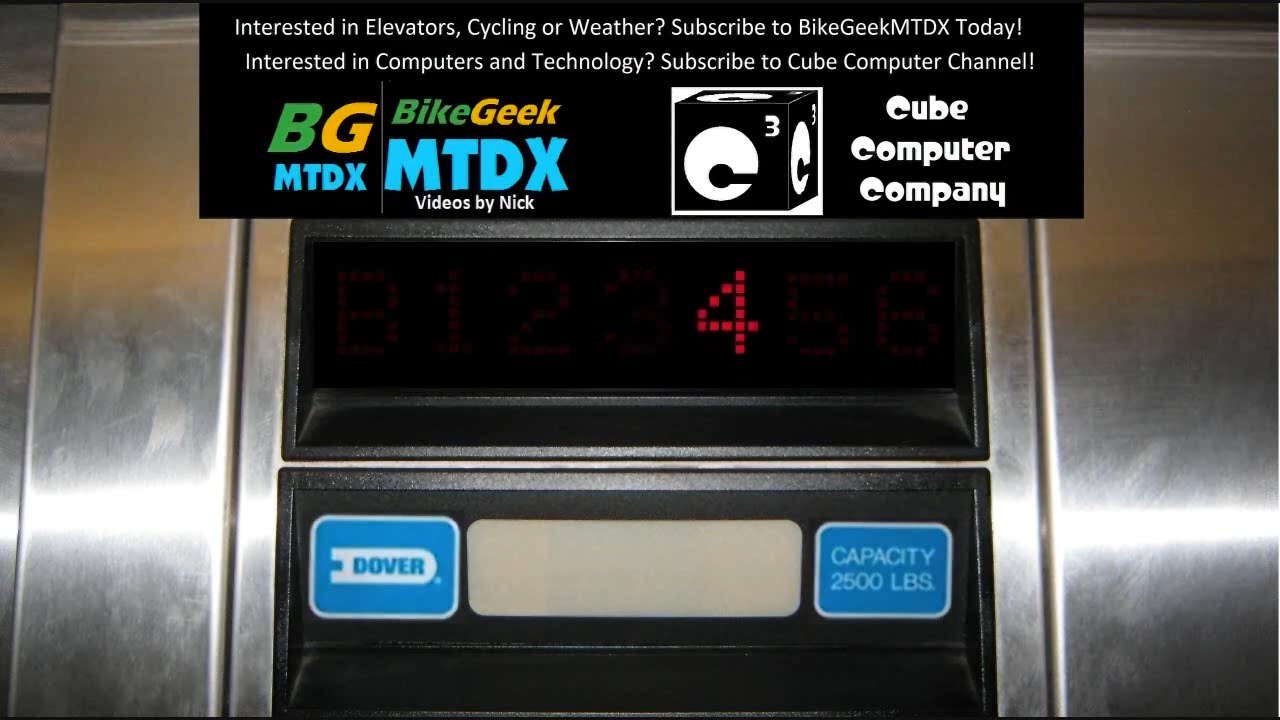 Interested in Elevators, Cycling or Weather? Subscribe to BikeGeekMTDX Today!
Interested in Computers and Technology? Subscribe to Cube Computer Channel!
BG
MTDX
BikeGeek
MTDX
Videos by Nick
C 3
C 3
Cube
Computer
Company
B 1 2 3 4 5 6
DOVER
CAPACITY
2500 LBS.